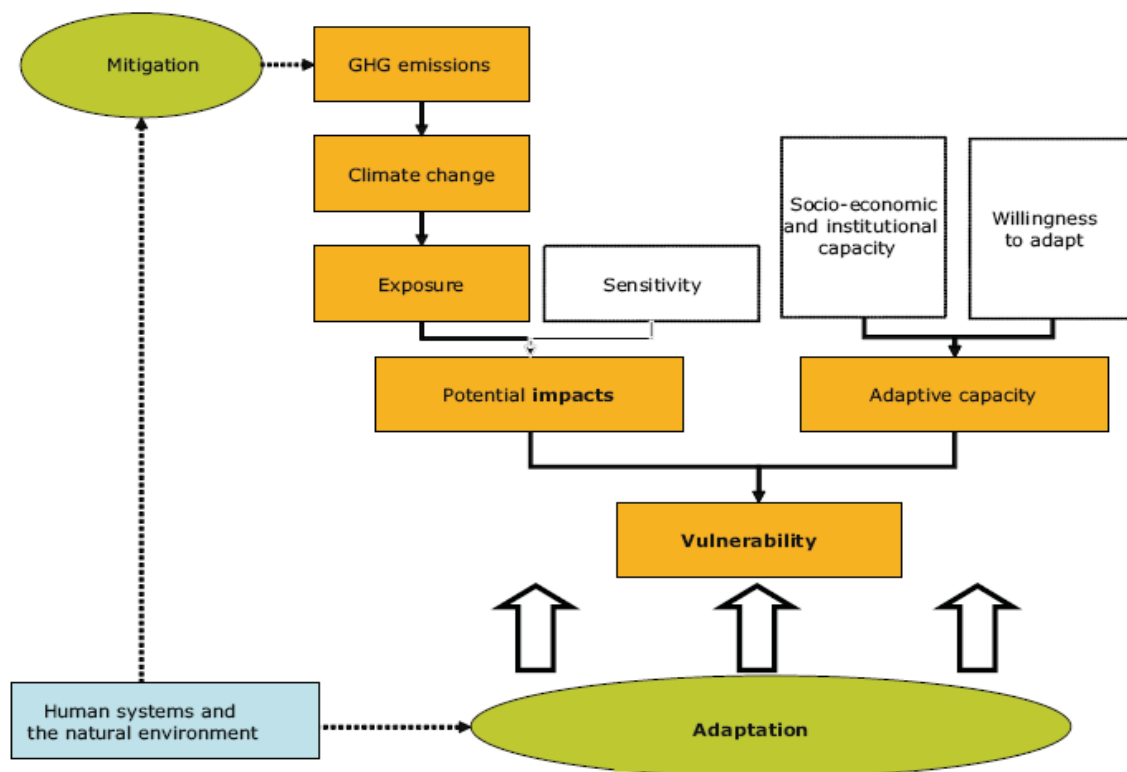 Mitigation
GHG emissions
Climate change
Socio-economic
and institutional
capacity
Willingness
to adapt
Exposure
Sensitivity
Potential impacts
Adaptive capacity
Vulnerability
Human systems and
the natural environment
Adaptation